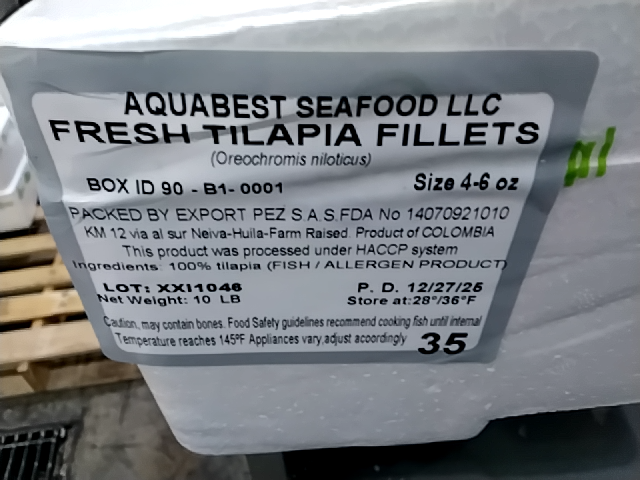 AQUABEST SEAFOOD LLC
FRESH TILAPIA FILLETS
(Oreochromis niloticus)
BOX ID 90 - B1- 0001 Size 4-6 oz
PACKED BY EXPORT PEZ S.A.S.FDA No 14070921010
KM 12 via al sur Neiva-Huila-Farm Raised. Product of COLOMBIA
This product was processed under HACCP system
Ingredients: 100% tilapia (FISH / ALLERGEN PRODUCT)
LOT: XXI1046 P. D. 12/27/25
Net Weight: 10 LB Store at:28°/36°F
Caution, may contain bones. Food Safety guidelines recommend cooking fish until internal
Temperature reaches 145ºF Appliances vary,adjust acordingly 35